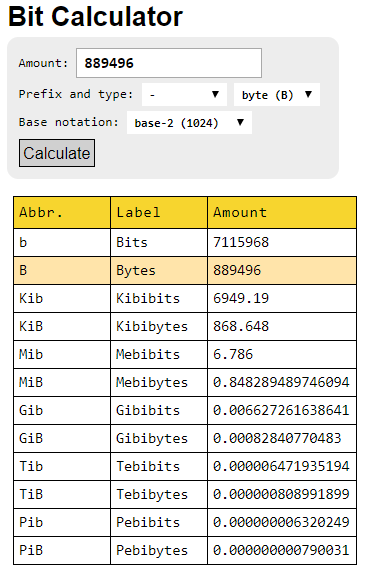 Bit Calculator
Amount: 889496
Prefix and type: - ▼ byte (B) ▼
Base notation: base-2 (1024) ▼
Calculate
Abbr. Label Amount
b Bits 7115968
B Bytes 889496
Kib Kibibits 6949.19
KiB Kibibytes 868.648
Mib Mebibits 6.786
MiB Mebibytes 0.848289489746094
Gib Gibibits 0.006627261638641
GiB Gibibytes 0.00082840770483
Tib Tebibits 0.000006471935194
TiB Tebibytes 0.000000808991899
Pib Pebibits 0.000000006320249
PiB Pebibytes 0.000000000790031